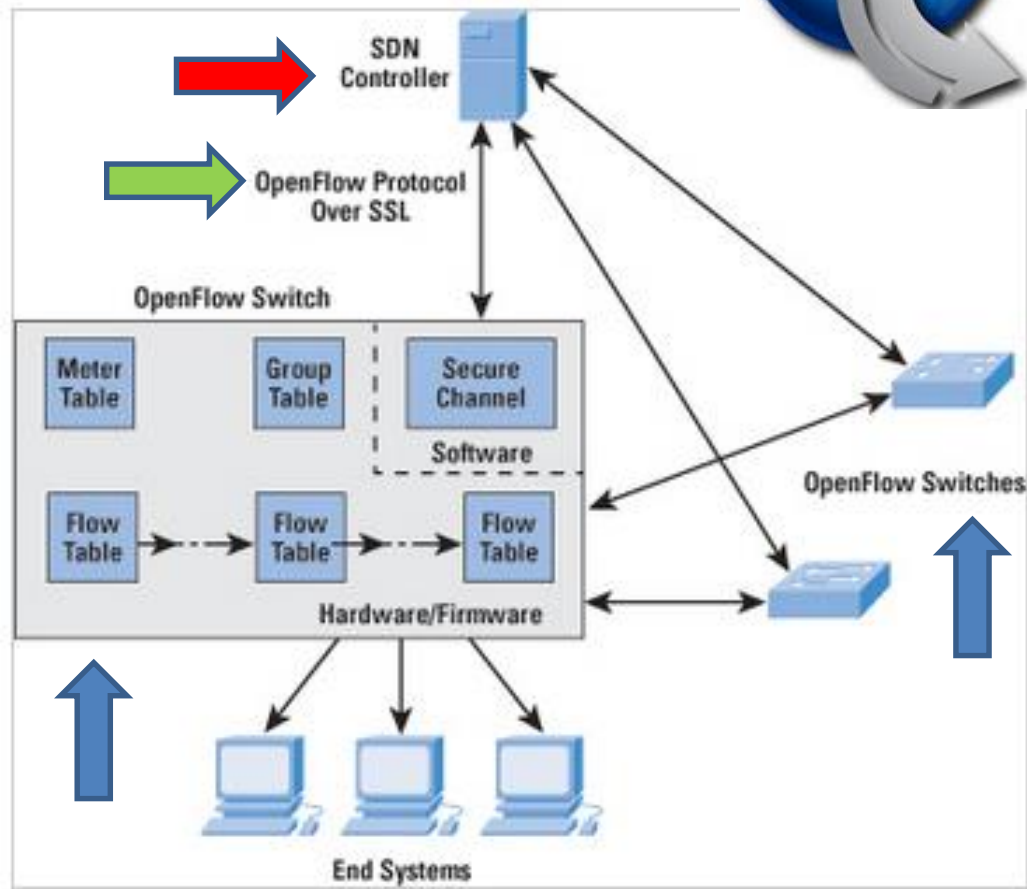 SDN
Controller
OpenFlow Protocol
Over SSL
OpenFlow Switch
Meter
Table
Group
Table
Secure
Channel
Software
Flow
Table
Flow
Table
Flow
Table
Hardware/Firmware
OpenFlow Switches
End Systems